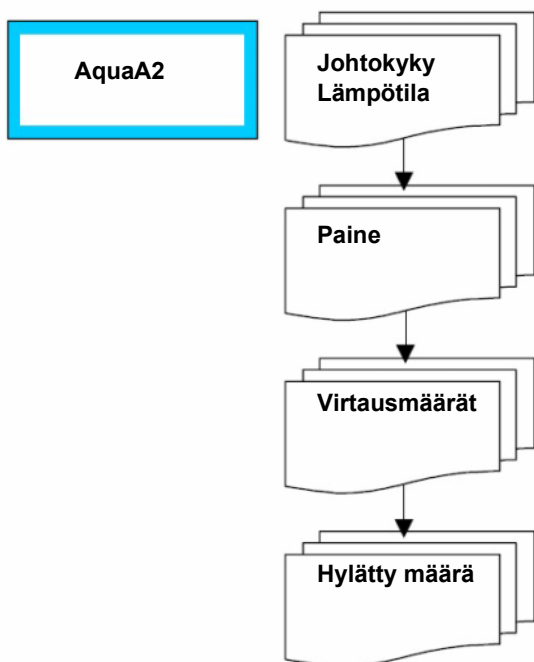 AquaA2
Johtokyky
Lämpötila
Paine
Virtausmäärät
Hylätty määrä